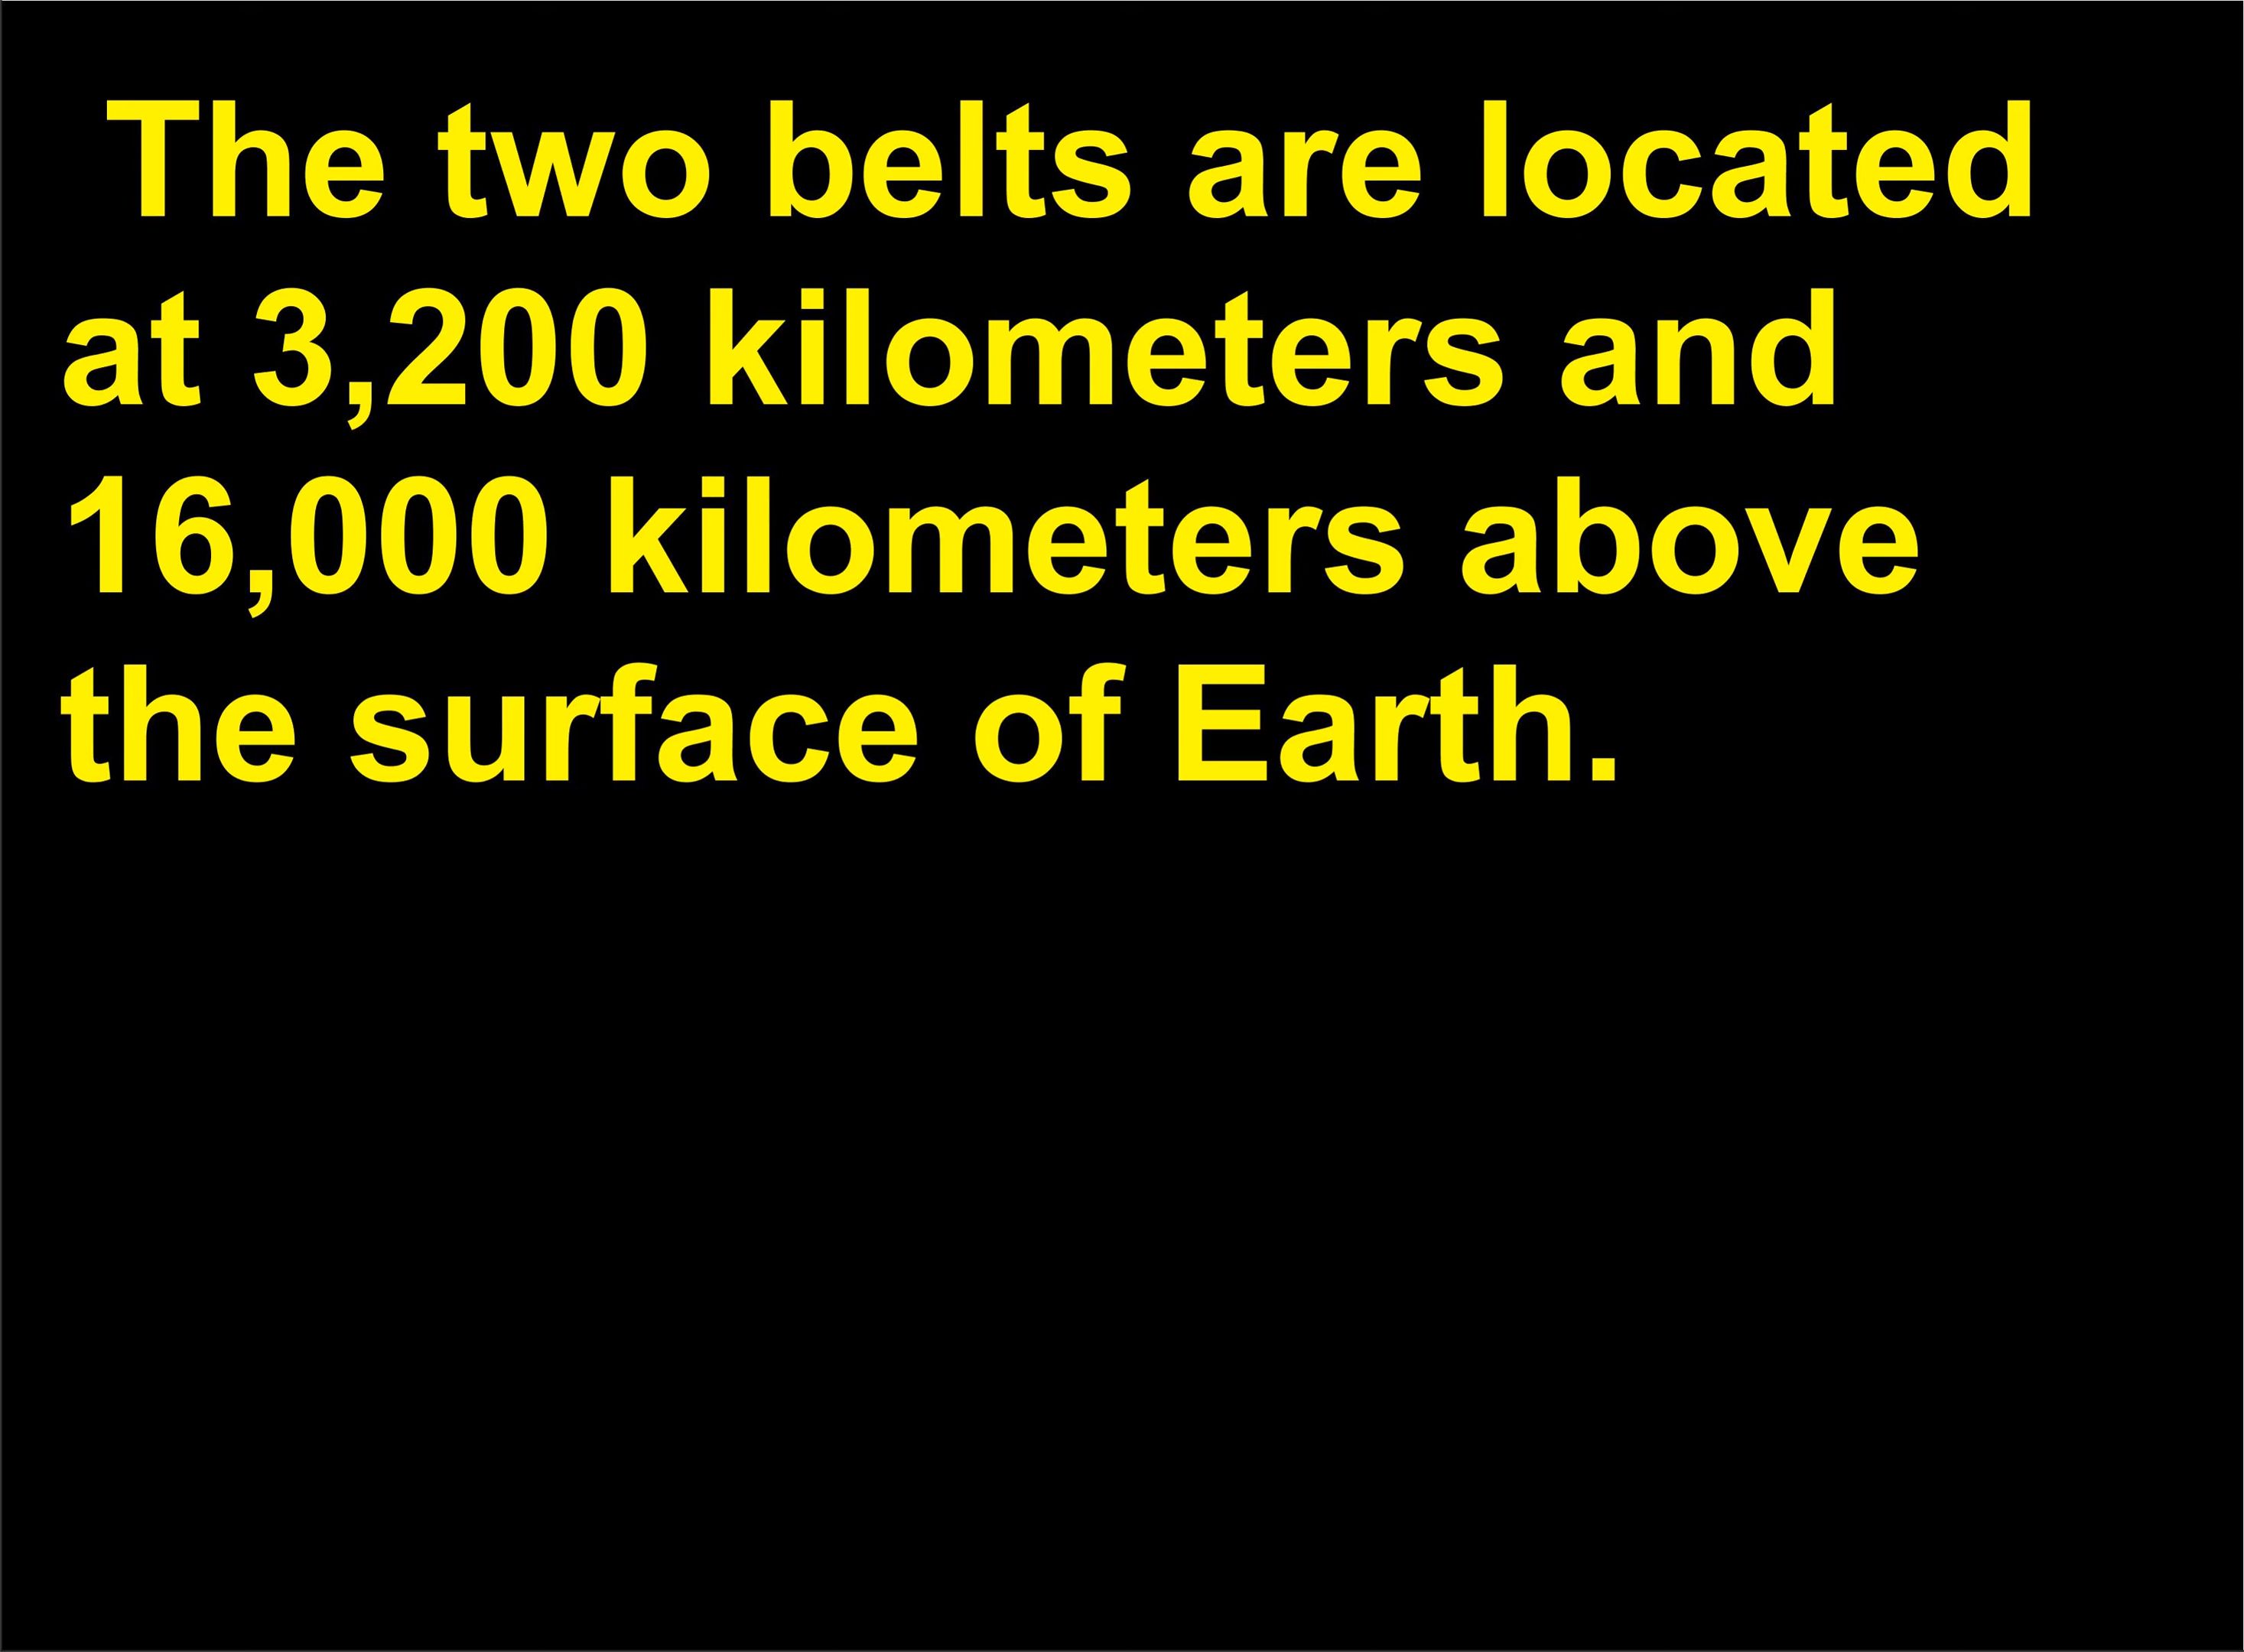 The two belts are located
at 3,200 kilometers and
16,000 kilometers above
the surface of Earth.